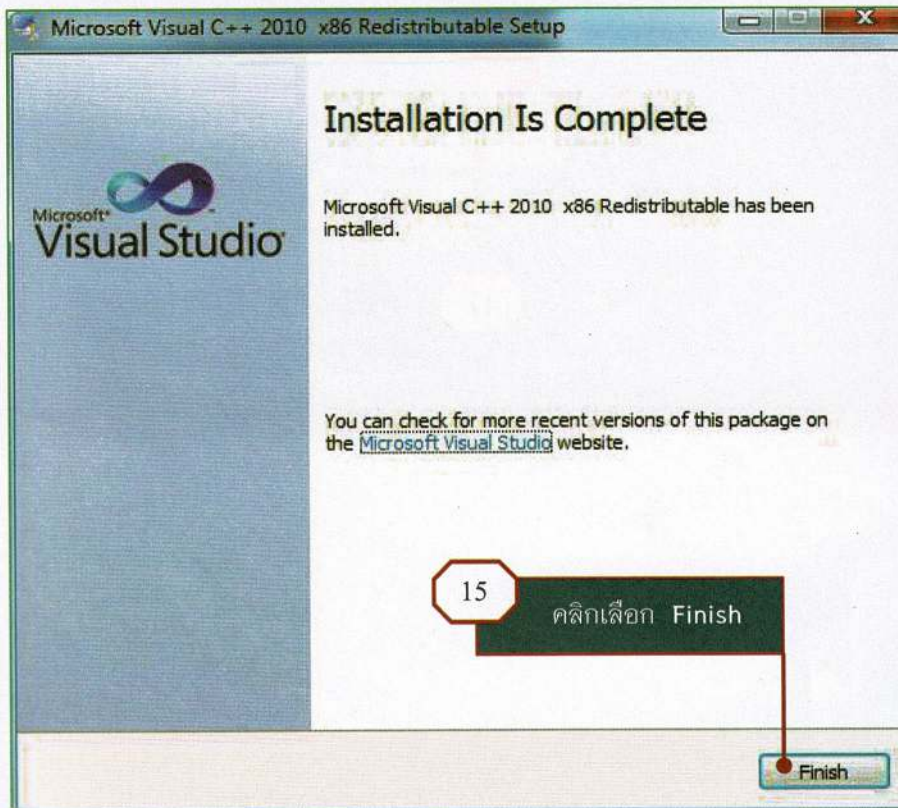 Microsoft Visual C++ 2010 x86 Redistributable Setup
Installation Is Complete
Microsoft Visual C++ 2010 x86 Redistributable has been
installed.
Microsoft
Visual Studio
You can check for more recent versions of this package on
the Microsoft Visual Studio website.
15
คลิกเลือก Finish
Finish